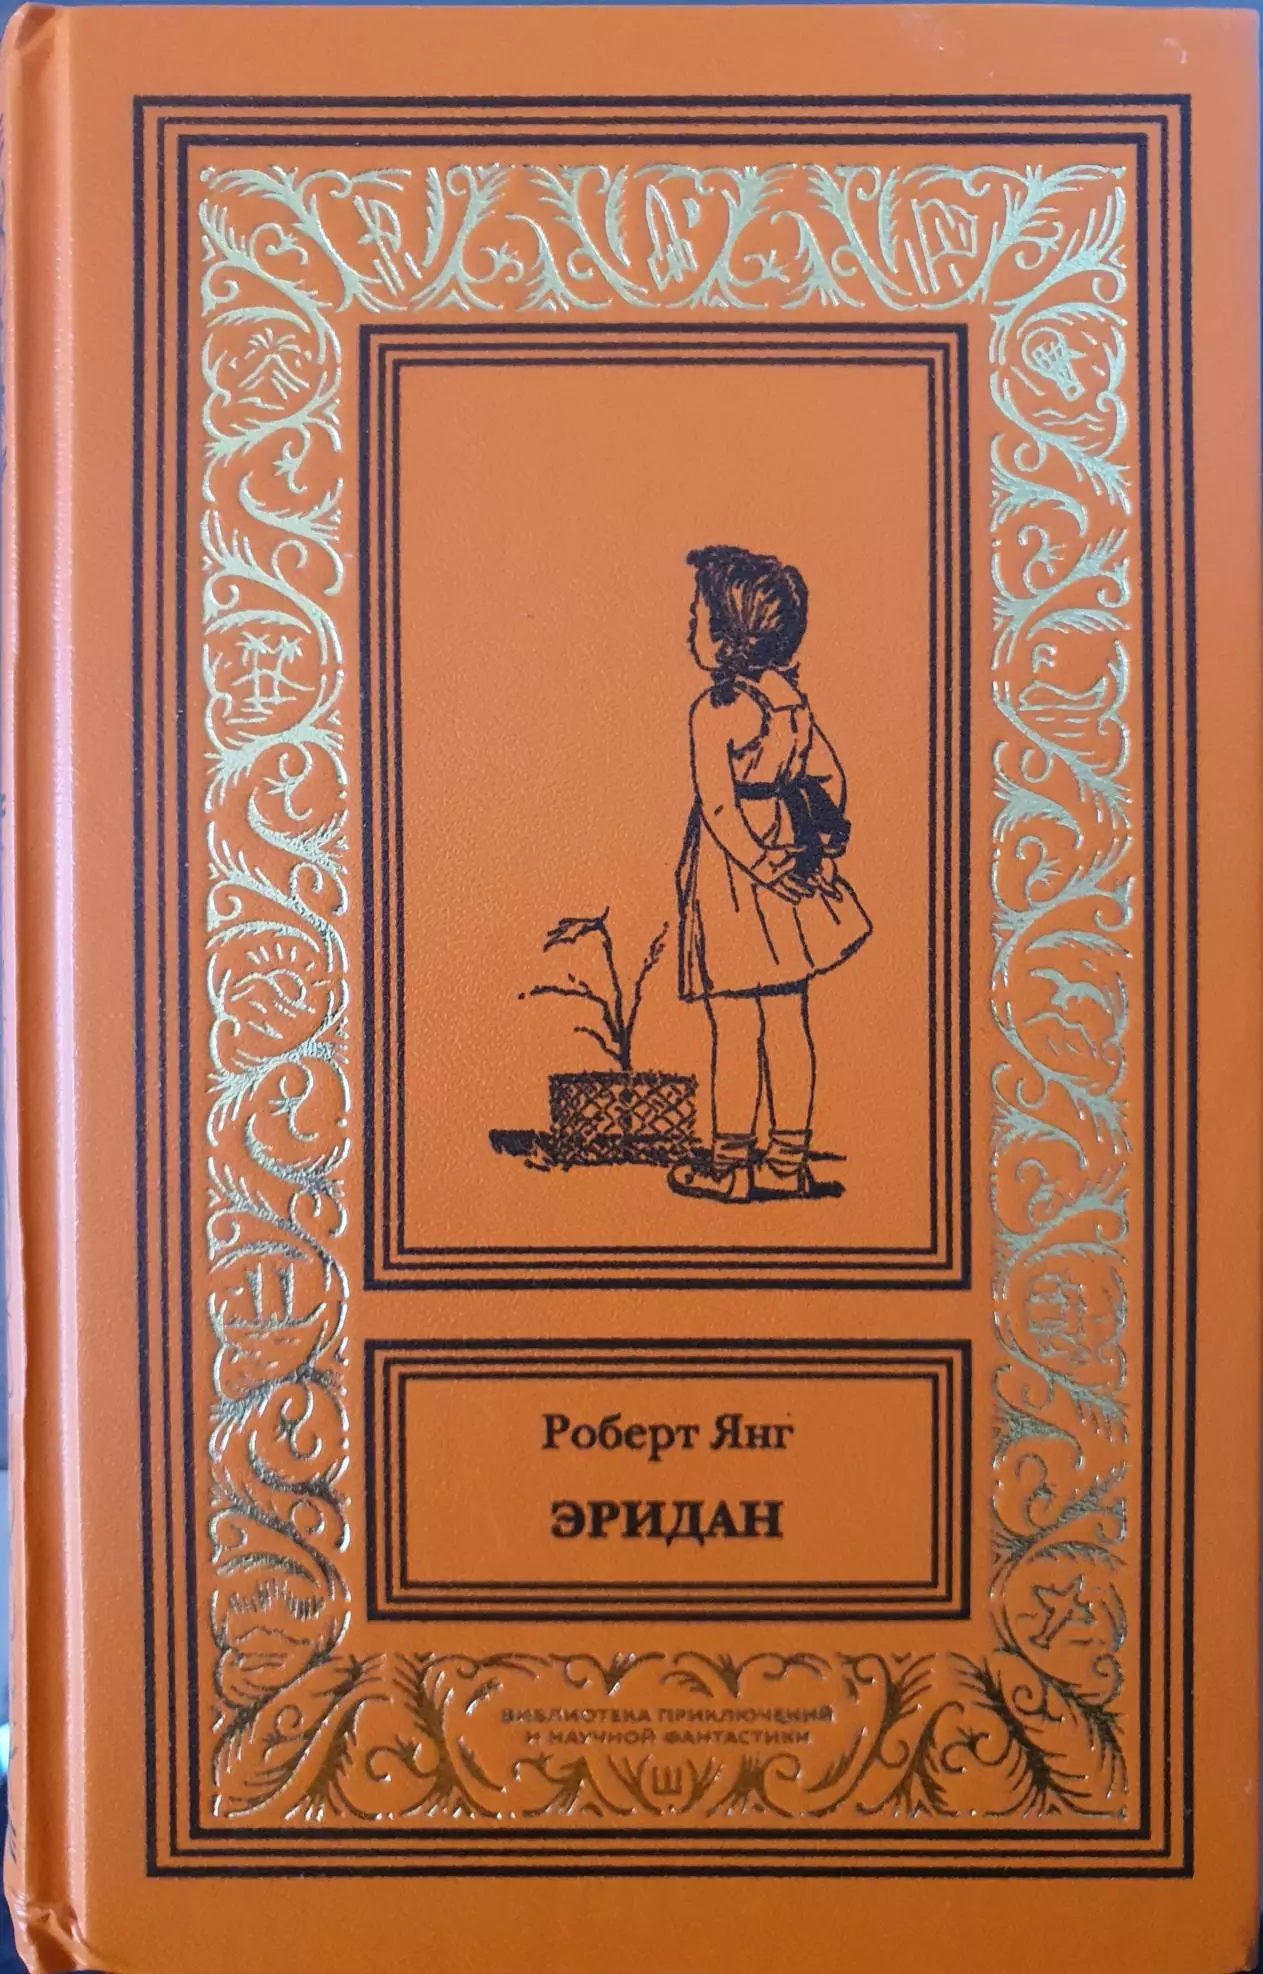 Роберт Янг
ЭРИДАН
БИБЛИОТЕКА ПРИКЛЮЧЕНИЙ
И НАУЧНОЙ ФАНТАСТИКИ
Ш